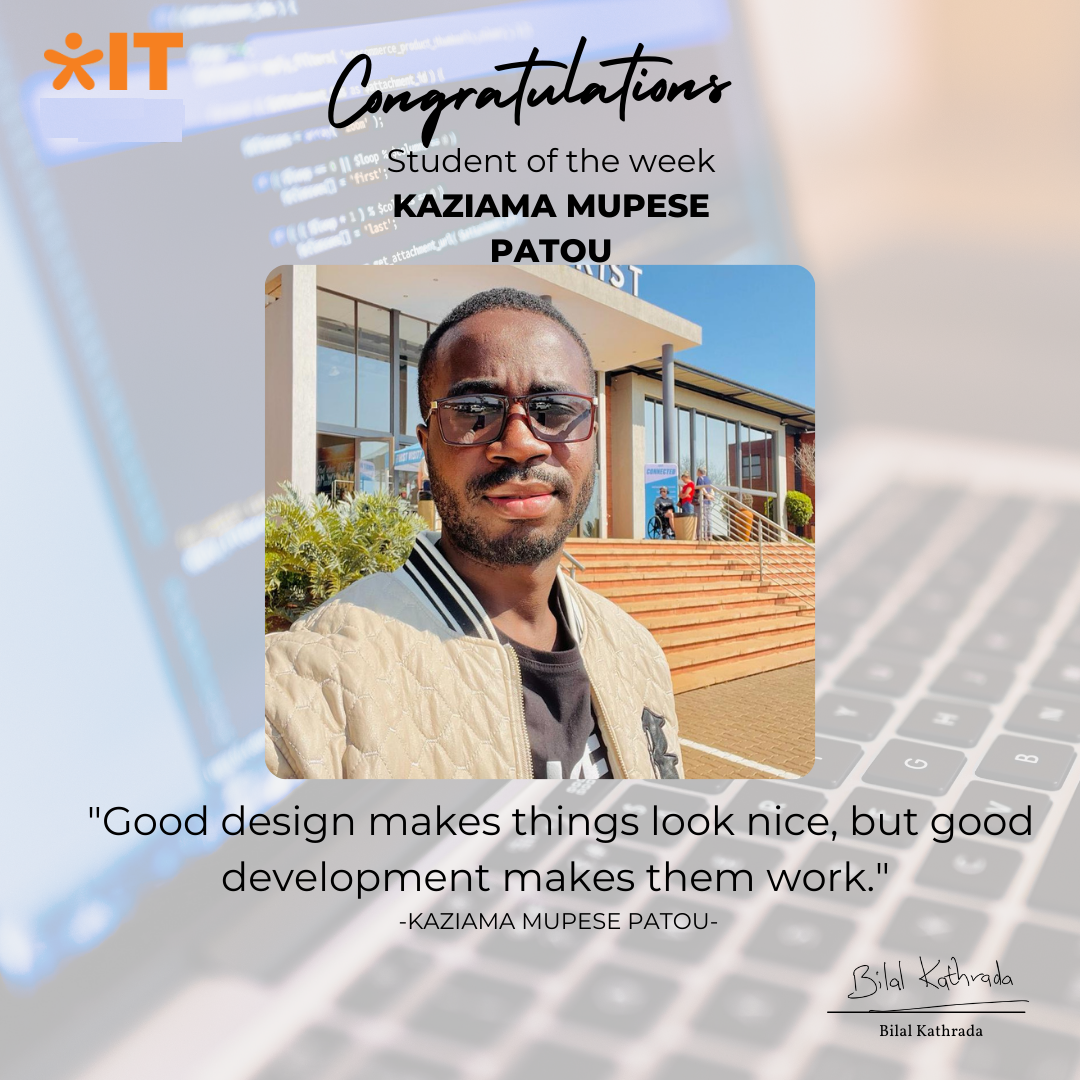 IT
Congratulations
Student of the week
KAZIAMA MUPESE
PATOU
CONNECTED
"Good design makes things look nice, but good
development makes them work."
-KAZIAMA MUPESE PATOU-
Bilal Kathrada
Bilal Kathrada